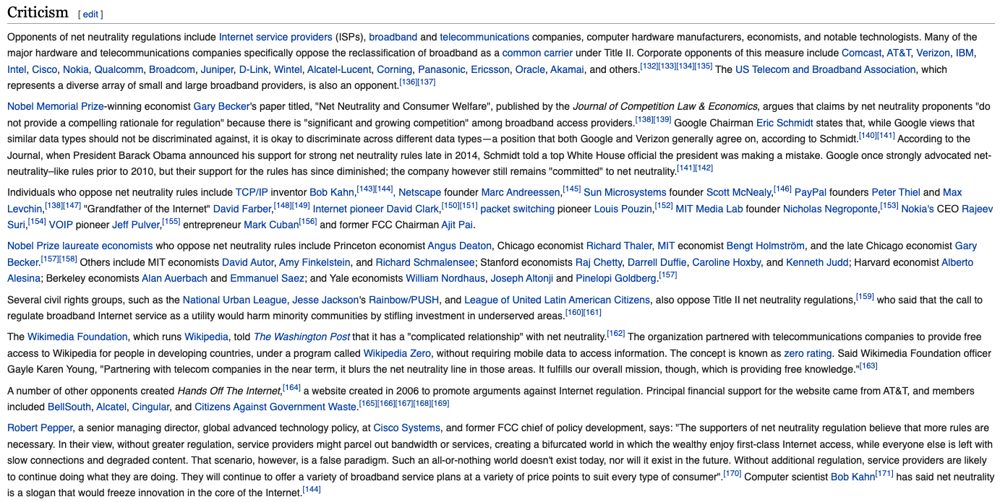 Criticism [ edit ]
Opponents of net neutrality regulations include Internet service providers (ISPs), broadband and telecommunications companies, computer hardware manufacturers, economists, and notable technologists. Many of the
major hardware and telecommunications companies specifically oppose the reclassification of broadband as a common carrier under Title II. Corporate opponents of this measure include Comcast, AT&T, Verizon, IBM,
Intel, Cisco, Nokia, Qualcomm, Broadcom, Juniper, D-Link, Wintel, Alcatel-Lucent, Corning, Panasonic, Ericsson, Oracle, Akamai, and others.[132][133][134][135] The US Telecom and Broadband Association, which
represents a diverse array of small and large broadband providers, is also an opponent.[136][137]
Nobel Memorial Prize-winning economist Gary Becker's paper titled, "Net Neutrality and Consumer Welfare", published by the Journal of Competition Law & Economics, argues that claims by net neutrality proponents "do
not provide a compelling rationale for regulation" because there is "significant and growing competition" among broadband access providers.[138][139] Google Chairman Eric Schmidt states that, while Google views that
similar data types should not be discriminated against, it is okay to discriminate across different data types—a position that both Google and Verizon generally agree on, according to Schmidt.[140][141] According to the
Journal, when President Barack Obama announced his support for strong net neutrality rules late in 2014, Schmidt told a top White House official the president was making a mistake. Google once strongly advocated net-
neutrality–like rules prior to 2010, but their support for the rules has since diminished; the company however still remains "committed" to net neutrality.[141][142]
Individuals who oppose net neutrality rules include TCP/IP inventor Bob Kahn,[143][144], Netscape founder Marc Andreessen,[145] Sun Microsystems founder Scott McNealy,[146] PayPal founders Peter Thiel and Max
Levchin,[138][147] "Grandfather of the Internet" David Farber,[148][149] Internet pioneer David Clark,[150][151] packet switching pioneer Louis Pouzin,[152] MIT Media Lab founder Nicholas Negroponte,[153] Nokia's CEO Rajeev
Suri,[154] VOIP pioneer Jeff Pulver,[155] entrepreneur Mark Cuban[156] and former FCC Chairman Ajit Pai.
Nobel Prize laureate economists who oppose net neutrality rules include Princeton economist Angus Deaton, Chicago economist Richard Thaler, MIT economist Bengt Holmström, and the late Chicago economist Gary
Becker.[157][158] Others include MIT economists David Autor, Amy Finkelstein, and Richard Schmalensee; Stanford economists Raj Chetty, Darrell Duffie, Caroline Hoxby, and Kenneth Judd; Harvard economist Alberto
Alesina; Berkeley economists Alan Auerbach and Emmanuel Saez; and Yale economists William Nordhaus, Joseph Altonji and Pinelopi Goldberg.[157]
Several civil rights groups, such as the National Urban League, Jesse Jackson's Rainbow/PUSH, and League of United Latin American Citizens, also oppose Title II net neutrality regulations,[159] who said that the call to
regulate broadband Internet service as a utility would harm minority communities by stifling investment in underserved areas.[160][161]
The Wikimedia Foundation, which runs Wikipedia, told The Washington Post that it has a "complicated relationship" with net neutrality.[162] The organization partnered with telecommunications companies to provide free
access to Wikipedia for people in developing countries, under a program called Wikipedia Zero, without requiring mobile data to access information. The concept is known as zero rating. Said Wikimedia Foundation officer
Gayle Karen Young, "Partnering with telecom companies in the near term, it blurs the net neutrality line in those areas. It fulfills our overall mission, though, which is providing free knowledge."[163]
A number of other opponents created Hands Off The Internet,[164] a website created in 2006 to promote arguments against Internet regulation. Principal financial support for the website came from AT&T, and members
included BellSouth, Alcatel, Cingular, and Citizens Against Government Waste.[165][166][167][168][169]
Robert Pepper, a senior managing director, global advanced technology policy, at Cisco Systems, and former FCC chief of policy development, says: "The supporters of net neutrality regulation believe that more rules are
necessary. In their view, without greater regulation, service providers might parcel out bandwidth or services, creating a bifurcated world in which the wealthy enjoy first-class Internet access, while everyone else is left with
slow connections and degraded content. That scenario, however, is a false paradigm. Such an all-or-nothing world doesn't exist today, nor will it exist in the future. Without additional regulation, service providers are likely
to continue doing what they are doing. They will continue to offer a variety of broadband service plans at a variety of price points to suit every type of consumer".[170] Computer scientist Bob Kahn[171] has said net neutrality
is a slogan that would freeze innovation in the core of the Internet.[144]